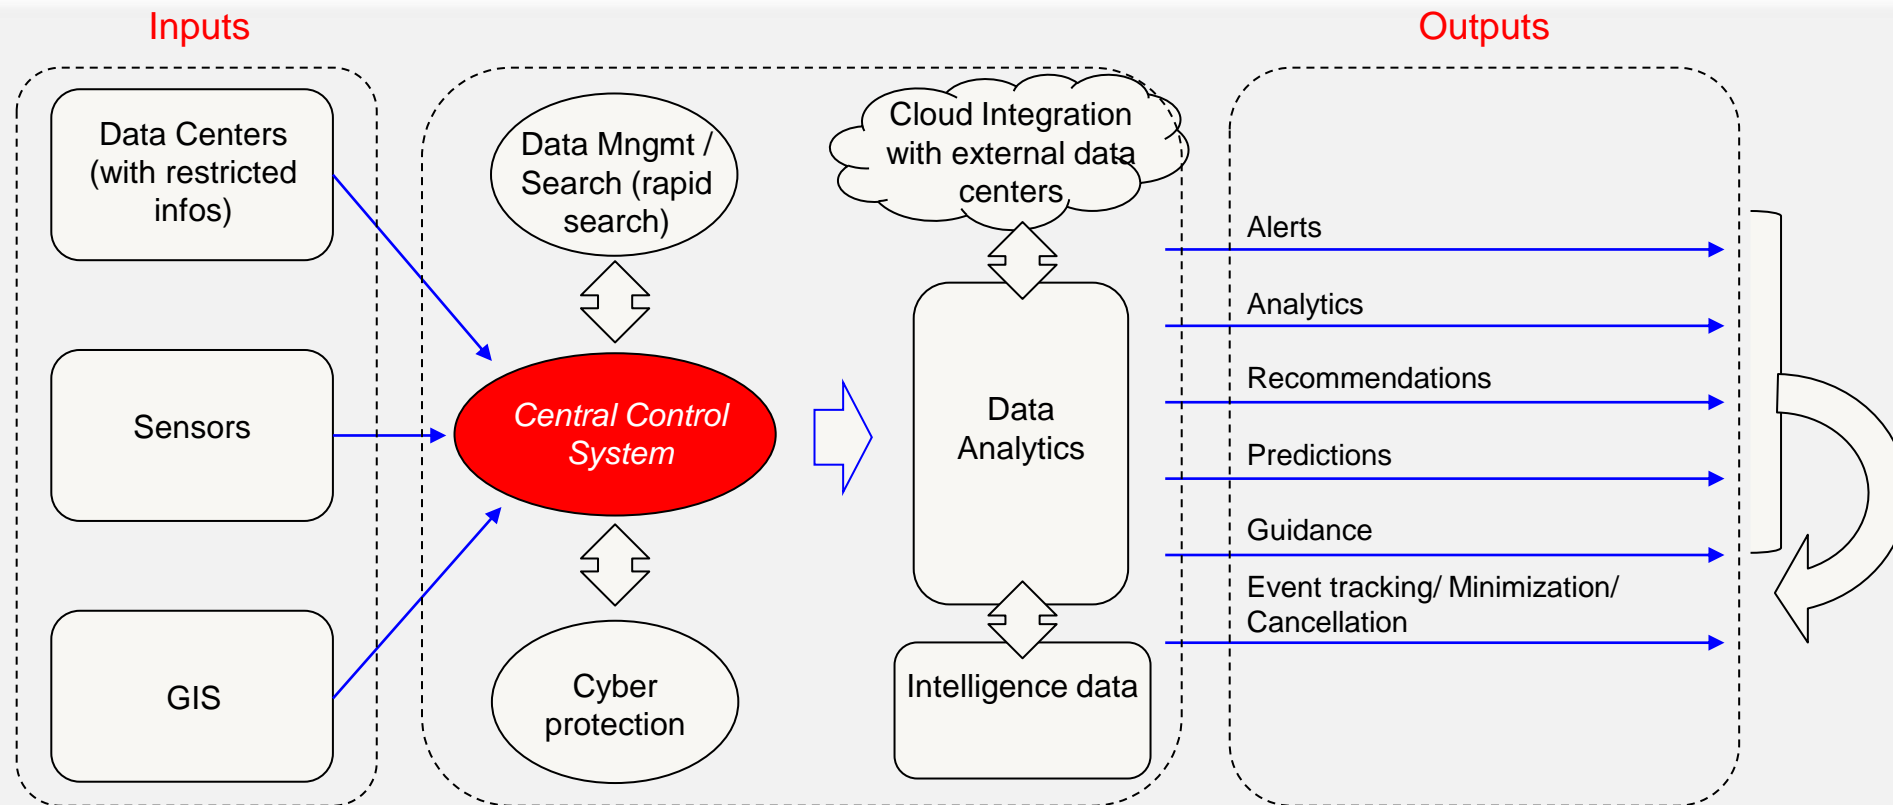 Inputs
Outputs
Data Centers
(with restricted
infos)
Sensors
GIS
Data Mngmt /
Search (rapid
search)
Central Control
System
Cyber
protection
Cloud Integration
with external data
centers
Data
Analytics
Intelligence data
Alerts
Analytics
Recommendations
Predictions
Guidance
Event tracking/ Minimization/
Cancellation